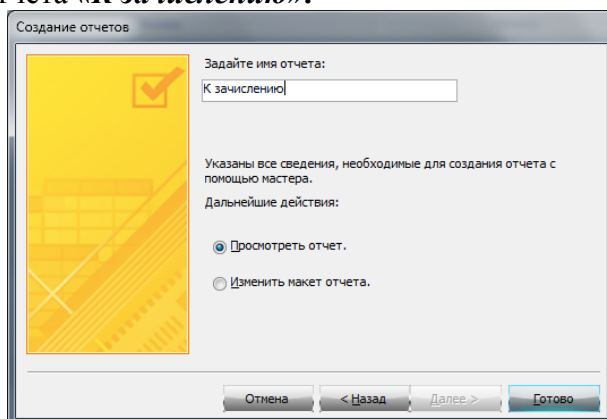 «К зачислению».
Создание отчетов
Задайте имя отчета:
К зачислению
Указаны все сведения, необходимые для создания отчета с
помощью мастера.
Дальнейшие действия:
Просмотреть отчет.
Изменить макет отчета.
Отмена < Назад Далее > Готово